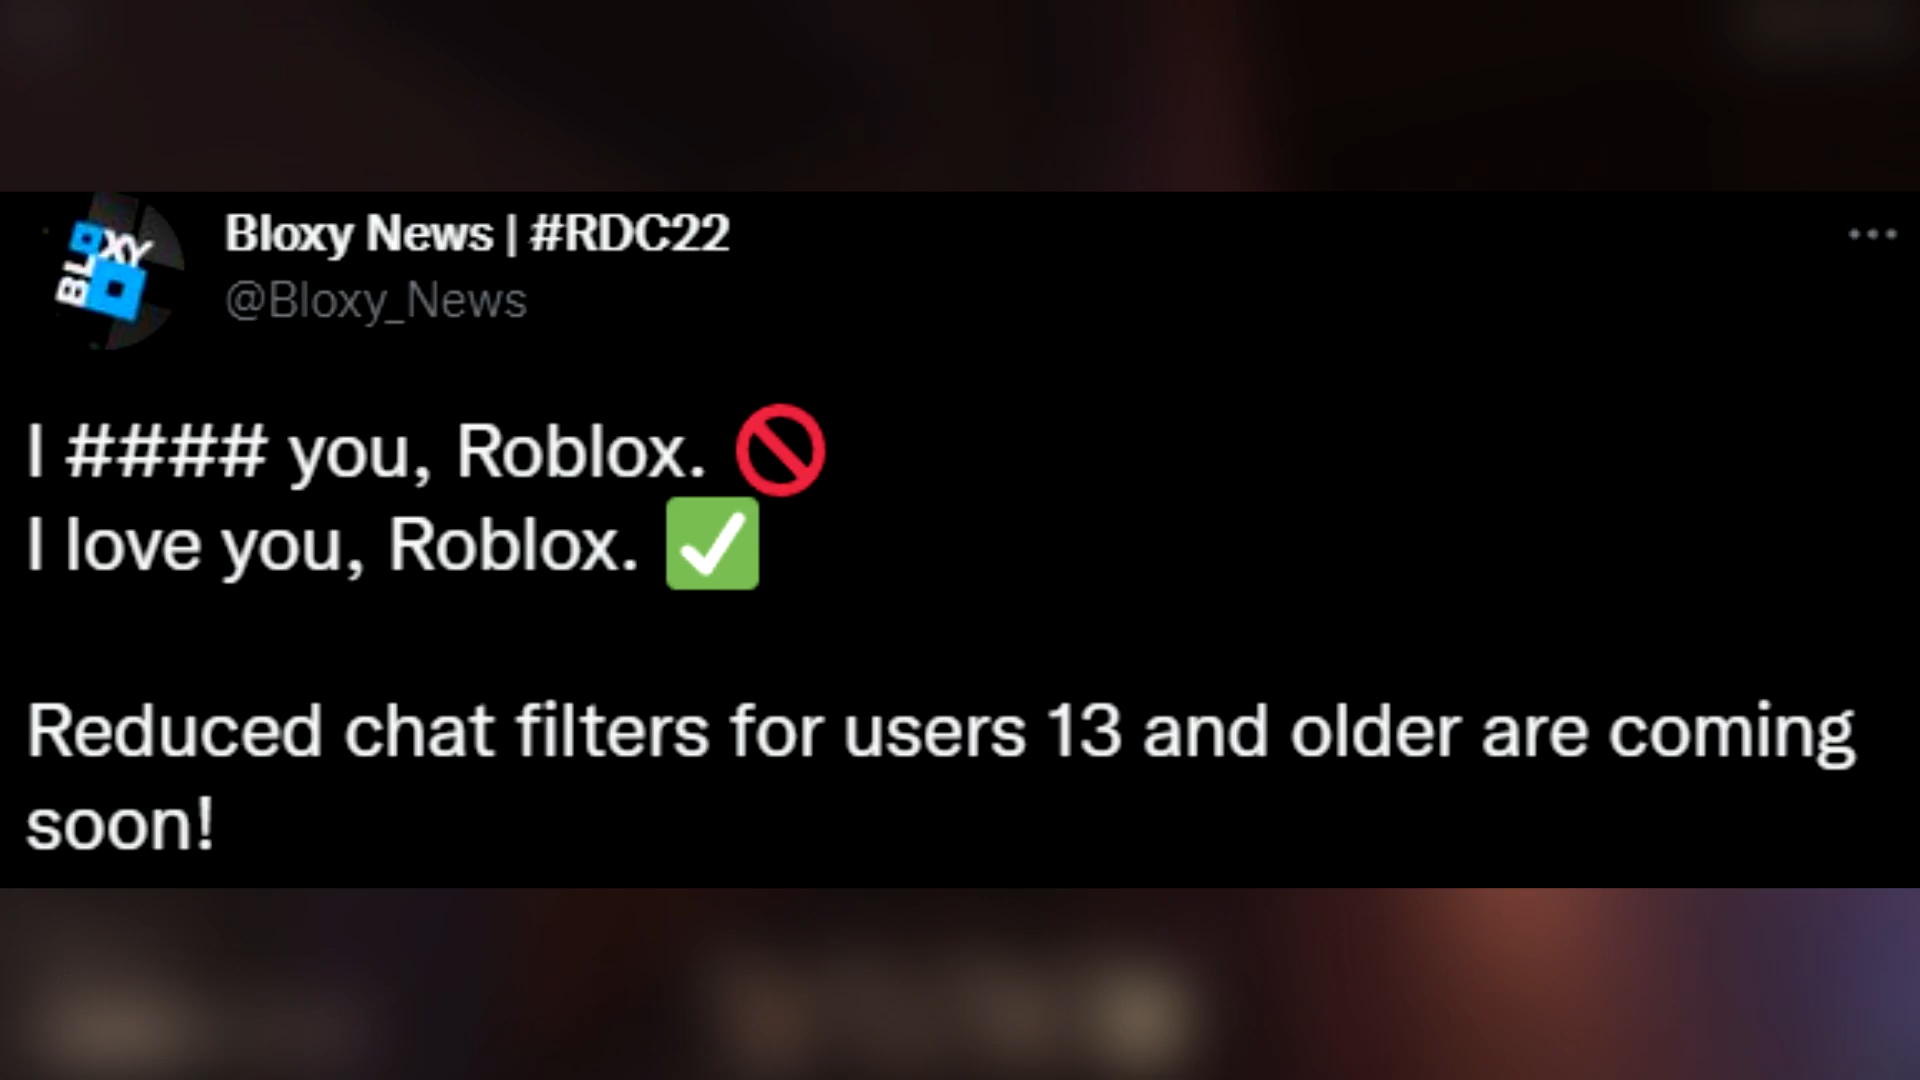 BLOXY
Bloxy News | #RDC22
@Bloxy_News
I #### you, Roblox. 🚫
I love you, Roblox. ✅
Reduced chat filters for users 13 and older are coming
soon!